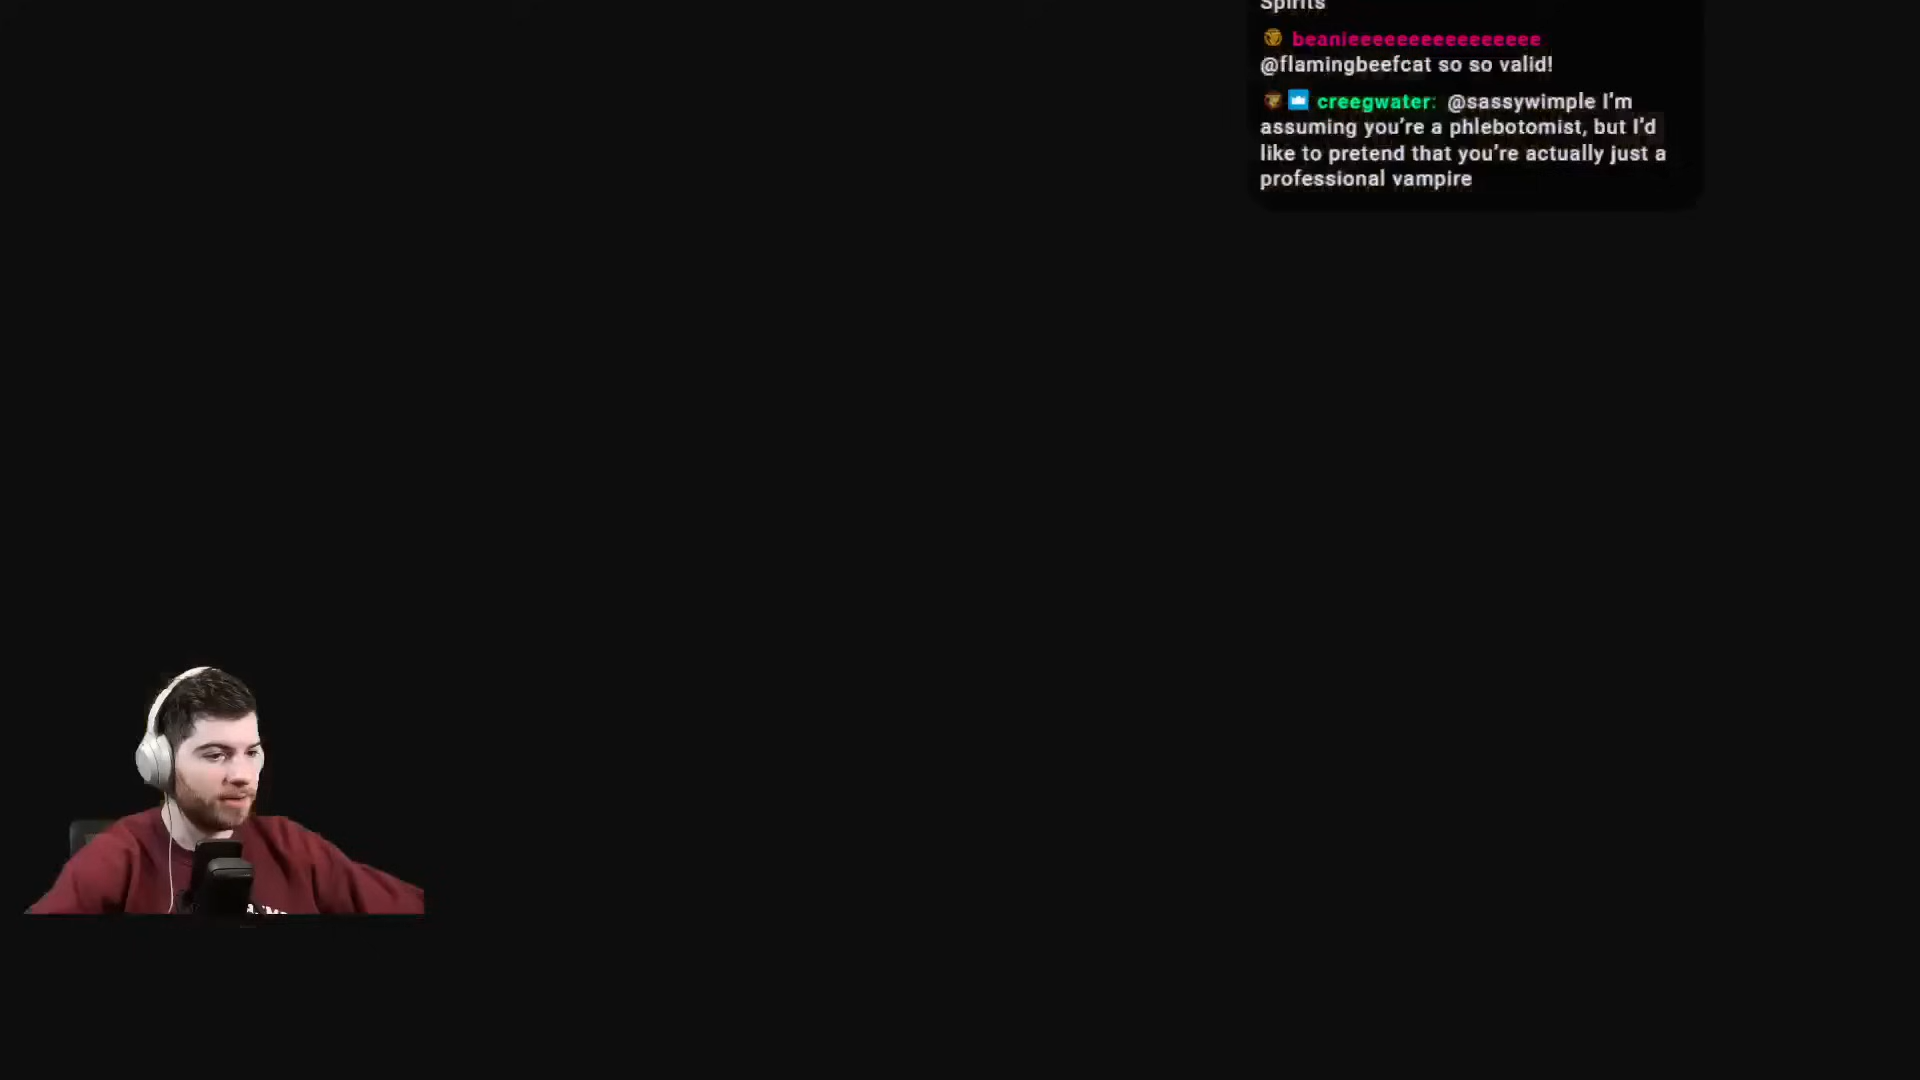 Spirits
beanieeeeeeeeeeeeeeee
@flamingbeefcat so so valid!
creegwater: @sassywimple I'm
assuming you're a phlebotomist, but I'd
like to pretend that you're actually just a
professional vampire